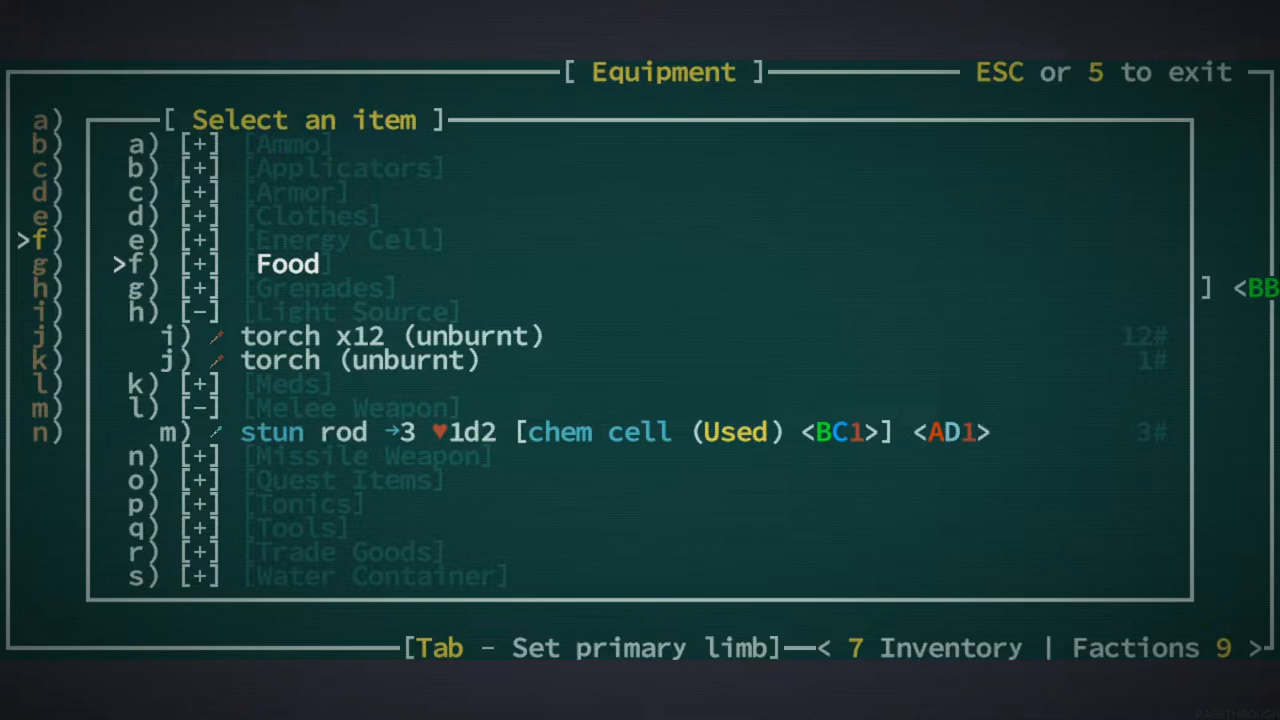 [ Equipment ] ESC or 5 to exit
a) [ Select an item ]
b) a) [+] [Ammo]
c) b) [+] [Applicators]
d) c) [+] [Armor]
e) d) [+] [Clothes]
>f) e) [+] [Energy Cell]
g) >f) [+] Food
h) g) [+] [Grenades] ] <BB
i) h) [-] [Light Source]
j) i) torch x12 (unburnt) 12#
k) j) torch (unburnt) 1#
l) k) [+] [Meds]
m) l) [-] [Melee Weapon]
n) m) stun rod →3 ♥1d2 [chem cell (Used) <BC1>] <AD1> 3#
n) [+] [Missile Weapon]
o) [+] [Quest Items]
p) [+] [Tonics]
q) [+] [Tools]
r) [+] [Trade Goods]
s) [+] [Water Container]
[Tab - Set primary limb] < 7 Inventory | Factions 9 >